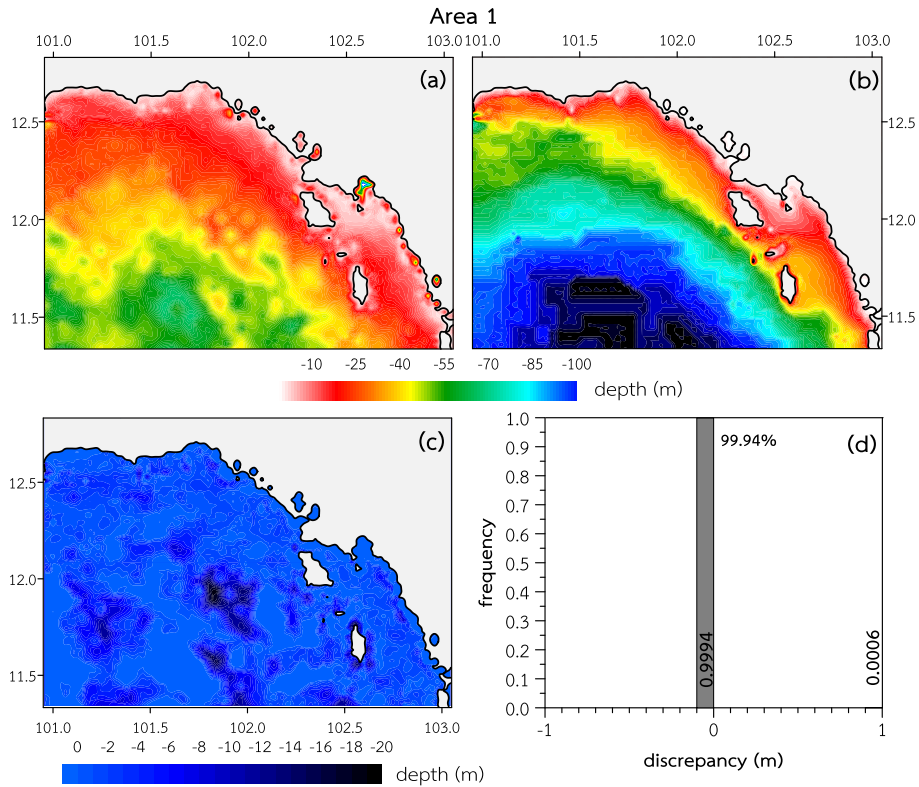 Area 1
101.0 101.5 102.0 102.5 103.0 101.0 101.5 102.0 102.5 103.0
(a) (b)
12.5 12.5
12.0 12.0
11.5 11.5
-10 -25 -40 -55 -70 -85 -100
depth (m)
(c)
12.5
12.0
11.5
101.0 101.5 102.0 102.5 103.0
0 -2 -4 -6 -8 -10 -12 -14 -16 -18 -20
depth (m)
1.0
0.9
0.8
0.7
0.6
0.5
0.4
0.3
0.2
0.1
0.0
frequency
99.94%
(d)
0.9994
0.0006
-1 0 1
discrepancy (m)